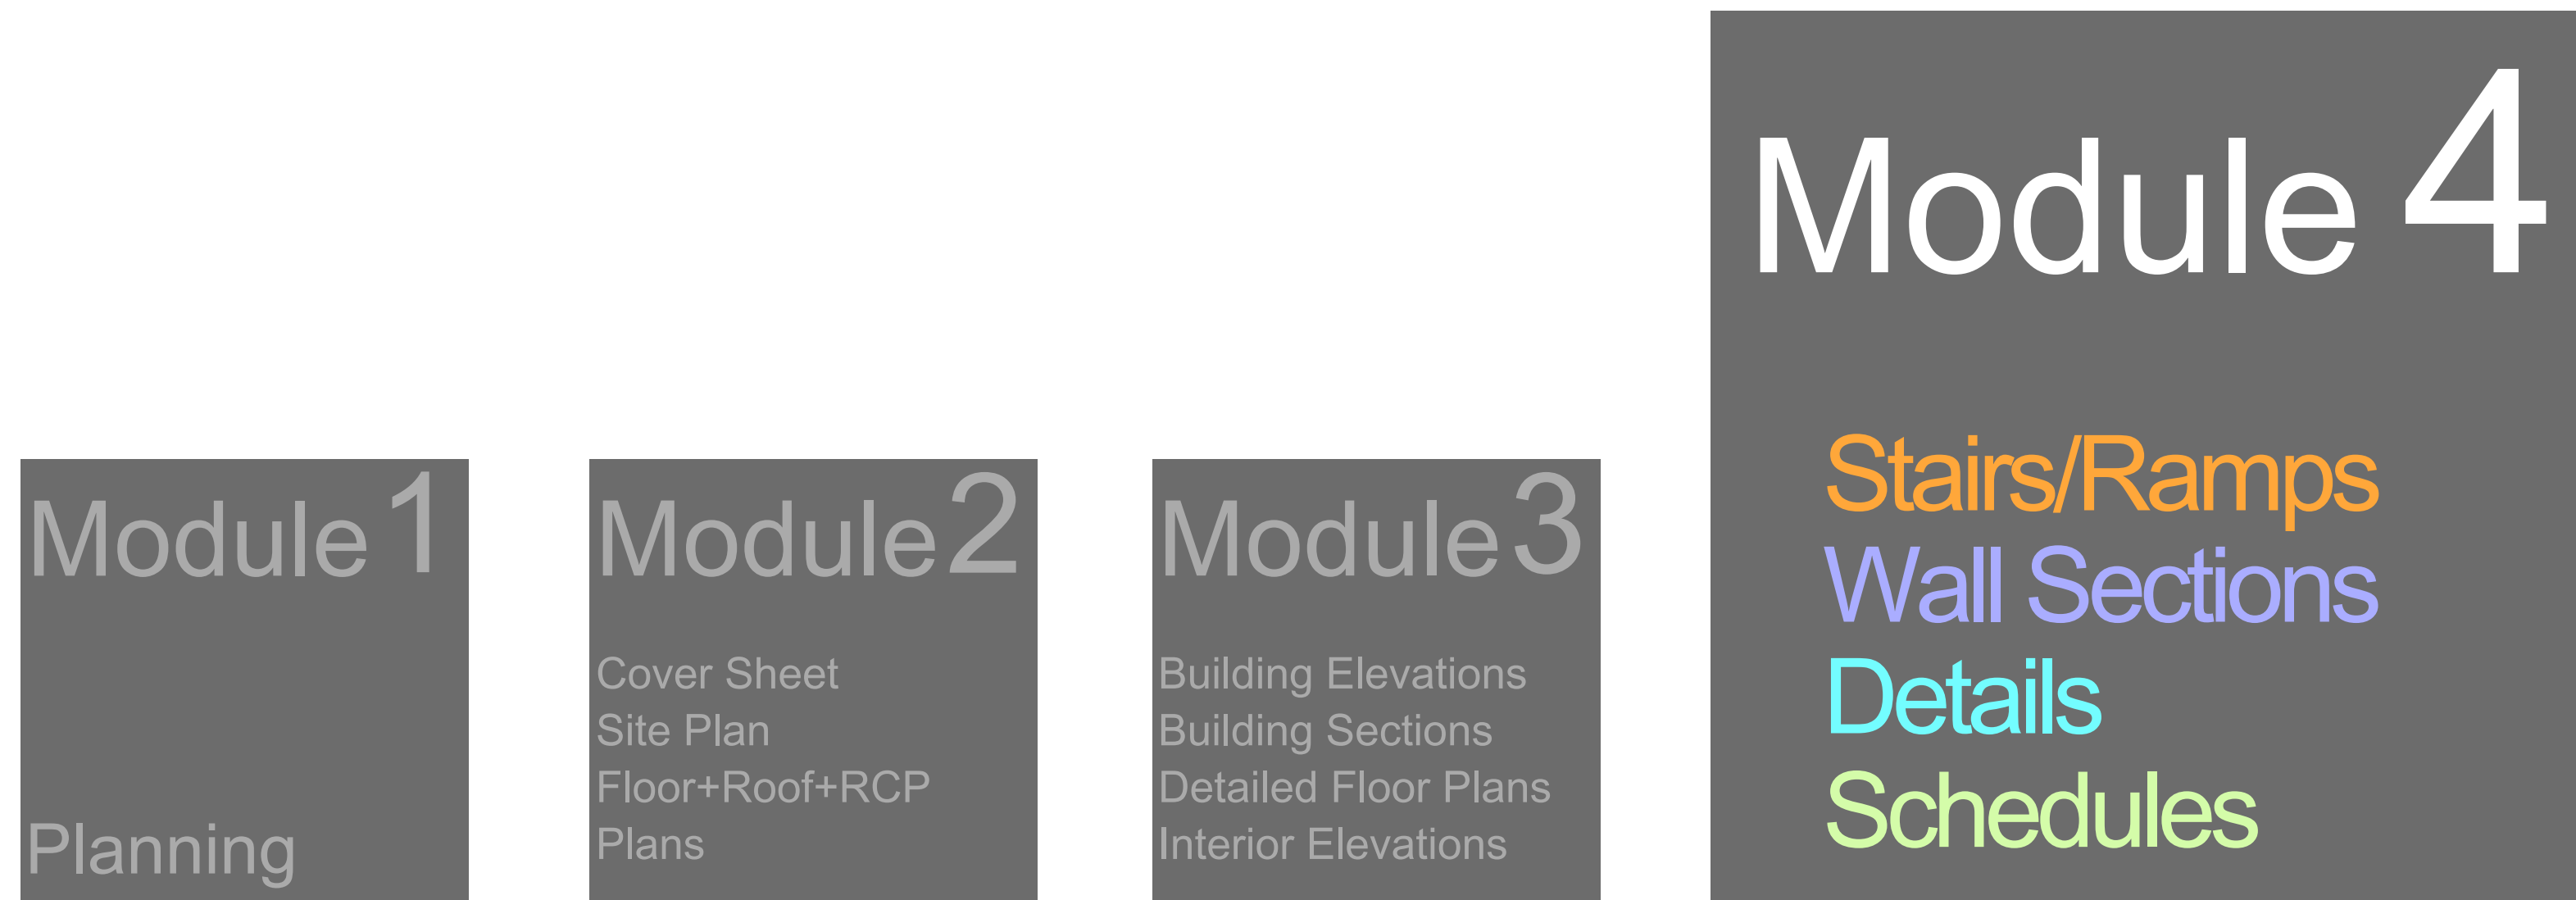 Module 1
Planning
Module 2
Cover Sheet
Site Plan
Floor+Roof+RCP
Plans
Module 3
Building Elevations
Building Sections
Detailed Floor Plans
Interior Elevations
Module 4
Stairs/Ramps
Wall Sections
Details
Schedules